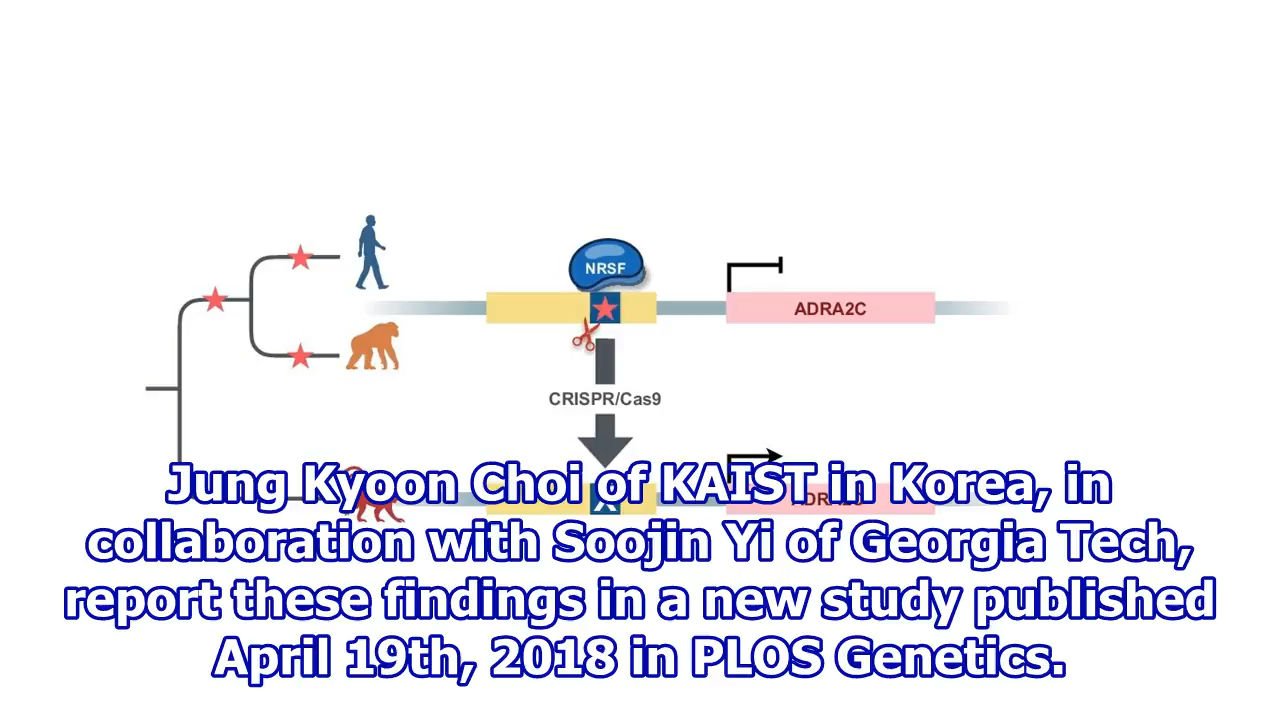 NRSF
ADRA2C
CRISPR/Cas9
Jung Kyoon Choi of KAIST in Korea, in
collaboration with Soojin Yi of Georgia Tech,
report these findings in a new study published
April 19th, 2018 in PLOS Genetics.